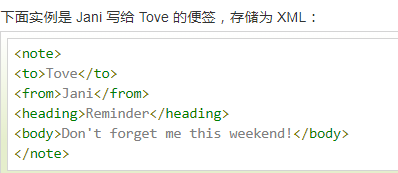 下面实例是 Jani 写给 Tove 的便签，存储为 XML：
<note>
<to>Tove</to>
<from>Jani</from>
<heading>Reminder</heading>
<body>Don't forget me this weekend!</body>
</note>